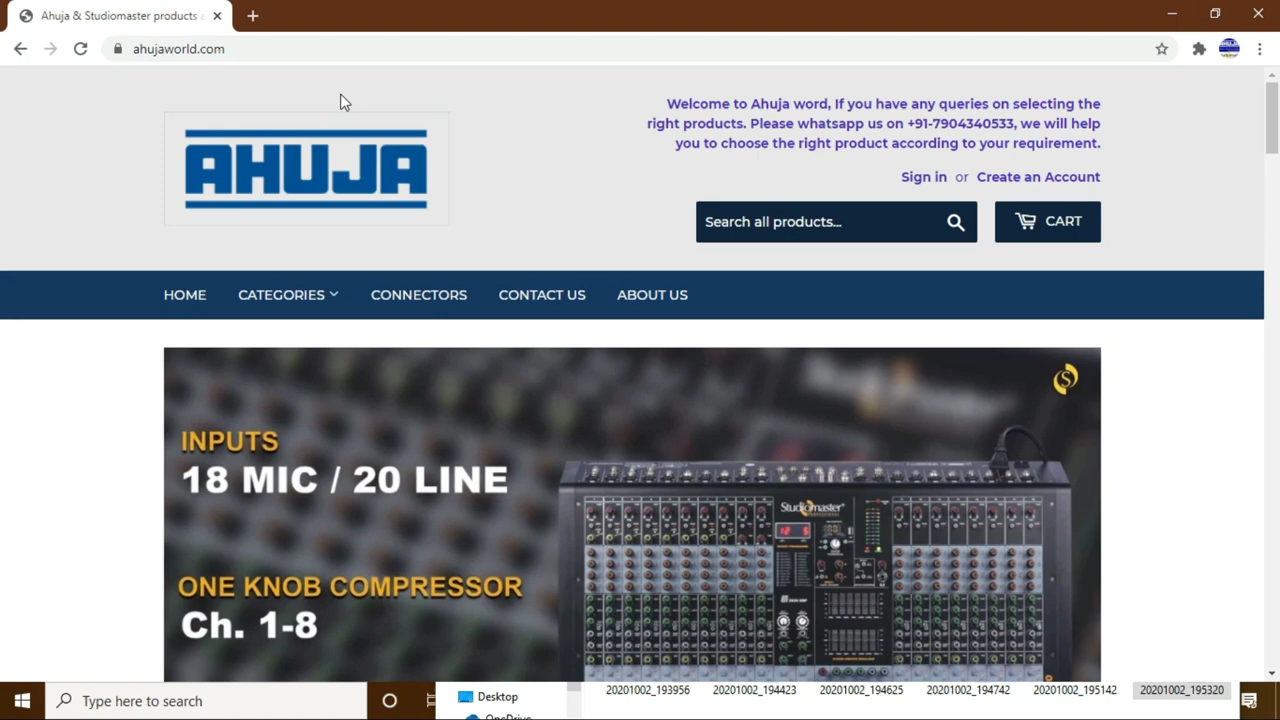 Ahuja & Studiomaster products a
ahujaworld.com
AHUJA
Welcome to Ahuja word, If you have any queries on selecting the
right products. Please whatsapp us on +91-7904340533, we will help
you to choose the right product according to your requirement.
Sign in or Create an Account
Search all products...
CART
HOME CATEGORIES CONNECTORS CONTACT US ABOUT US
INPUTS
18 MIC / 20 LINE
ONE KNOB COMPRESSOR
Ch. 1-8
Studiomaster
Type here to search
Desktop
OneDrive
20201002_193956 20201002_194423 20201002_194625 20201002_194742 20201002_195142 20201002_195320